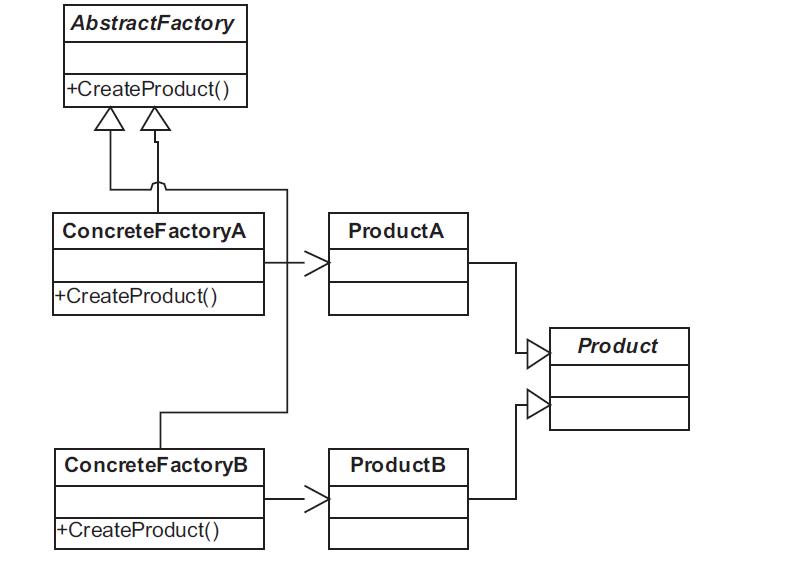 AbstractFactory
+CreateProduct()
ConcreteFactoryA
+CreateProduct()
ProductA
Product
ConcreteFactoryB
+CreateProduct()
ProductB